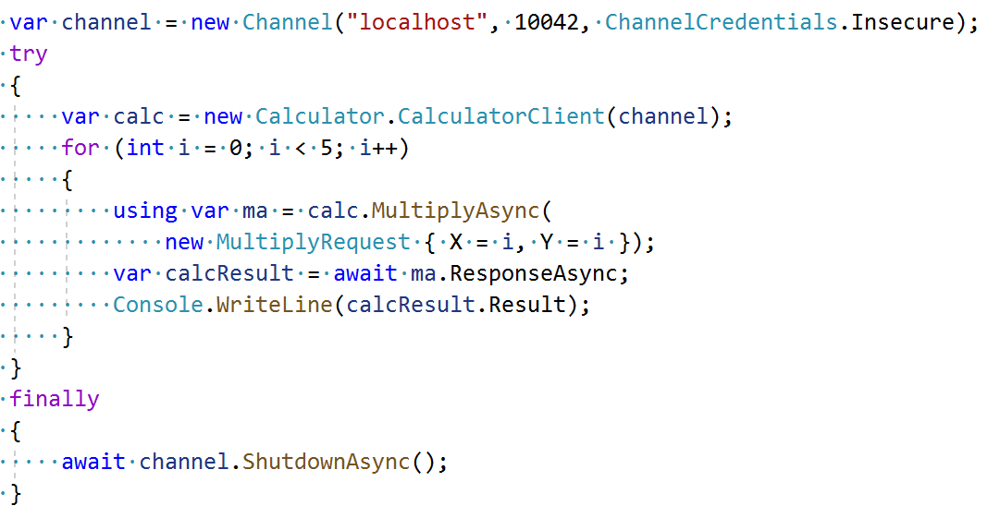 var channel = new Channel("localhost", 10042, ChannelCredentials.Insecure);
try
{
    var calc = new Calculator.CalculatorClient(channel);
    for (int i = 0; i < 5; i++)
    {
        using var ma = calc.MultiplyAsync(
            new MultiplyRequest { X = i, Y = i });
        var calcResult = await ma.ResponseAsync;
        Console.WriteLine(calcResult.Result);
    }
}
finally
{
    await channel.ShutdownAsync();
}